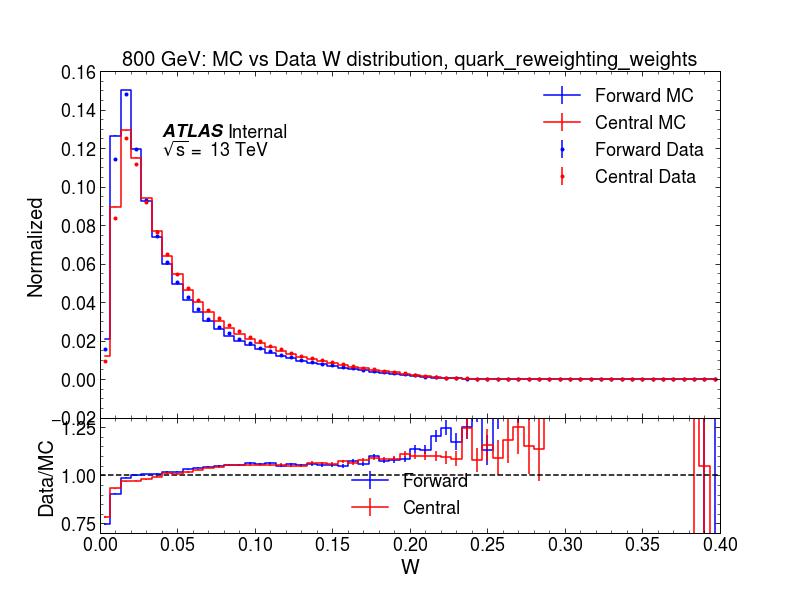 800 GeV: MC vs Data W distribution, quark_reweighting_weights
0.16
0.14
0.12
0.10
0.08
0.06
0.04
0.02
0.00
−0.02
Normalized
ATLAS Internal
√s = 13 TeV
Forward MC
Central MC
Forward Data
Central Data
1.25
1.00
0.75
Data/MC
Forward
Central
0.00 0.05 0.10 0.15 0.20 0.25 0.30 0.35 0.40
W